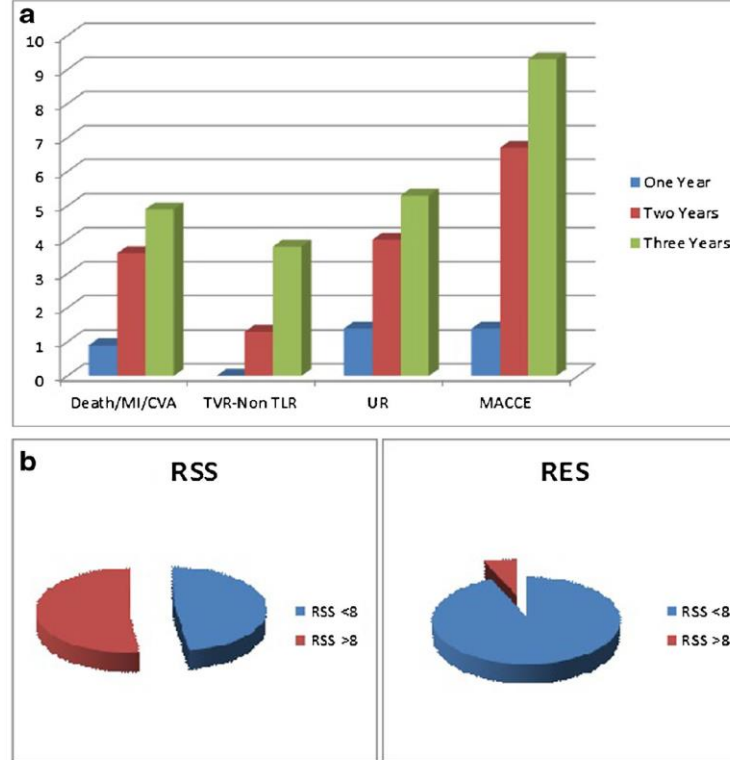 a
10
9
8
7
6
5
4
3
2
1
0
Death/MI/CVA TVR-Non TLR UR MACCE
One Year
Two Years
Three Years
b
RSS
RSS <8
RSS >8
RES
RSS <8
RSS >8